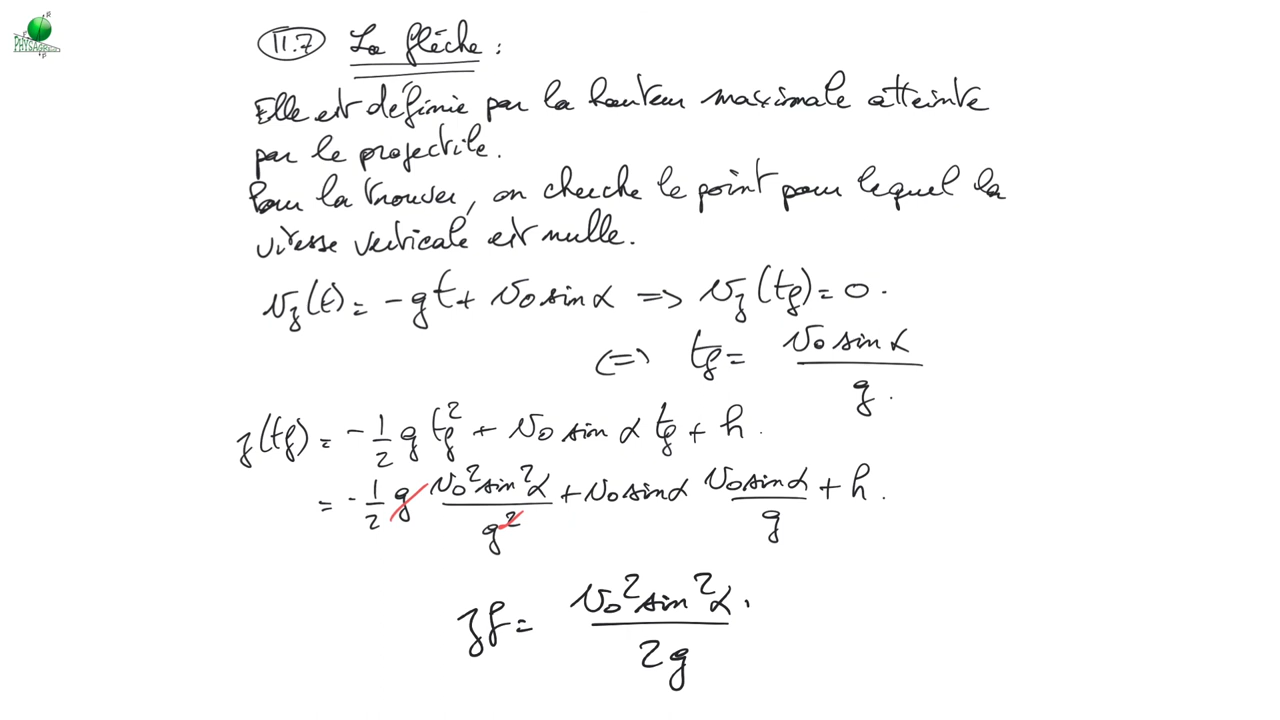 PHYSAGREG
II.7 La flèche :
Elle est définie par la hauteur maximale atteinte
par le projectile.
Pour la trouver, on cherche le point pour lequel la
vitesse verticale est nulle.
v_z(t) = -gt + v₀ sin α => v_z(t_f) = 0.
(=) t_f = v₀ sin α / g.
z(t_f) = -1/2 g t_f² + v₀ sin α t_f + h.
= -1/2 g v₀² sin² α / g² + v₀ sin α v₀ sin α / g + h.
z_f = v₀² sin² α / 2g